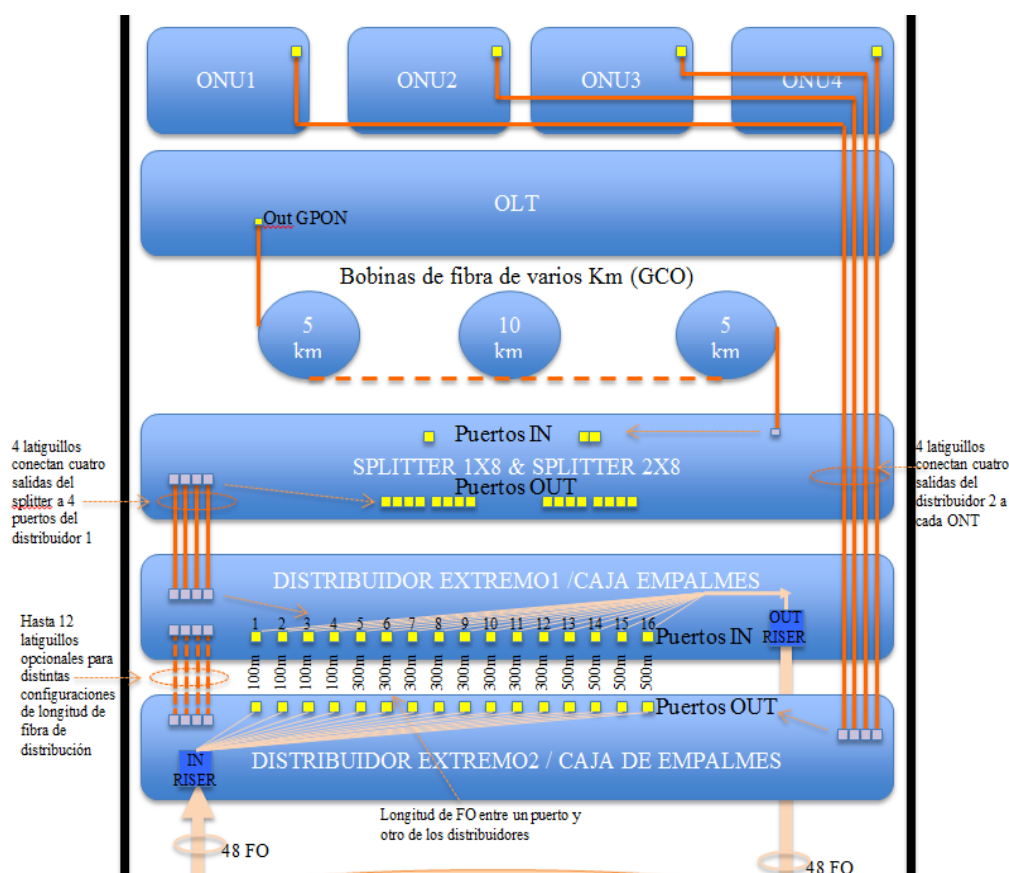 ONU1
ONU2
ONU3
ONU4
OLT
Out GPON
Bobinas de fibra de varios Km (GCO)
5
km
10
km
5
km
Puertos IN
SPLITTER 1X8 & SPLITTER 2X8
Puertos OUT
4 latiguillos
conectan cuatro
salidas del
splitter a 4
puertos del
distribuidor 1
4 latiguillos
conectan cuatro
salidas del
distribuidor 2 a
cada ONT
DISTRIBUIDOR EXTREMO1 /CAJA EMPALMES
1 2 3 4 5 6 7 8 9 10 11 12 13 14 15 16
Puertos IN
OUT
RISER
Hasta 12
latiguillos
opcionales para
distintas
configuraciones
de longitud de
fibra de
distribución
100m 100m 100m 100m 300m 300m 300m 300m 300m 300m 300m 300m 500m 500m 500m 500m
Puertos OUT
IN
RISER
DISTRIBUIDOR EXTREMO2 / CAJA DE EMPALMES
Longitud de FO entre un puerto y
otro de los distribuidores
48 FO
48 FO